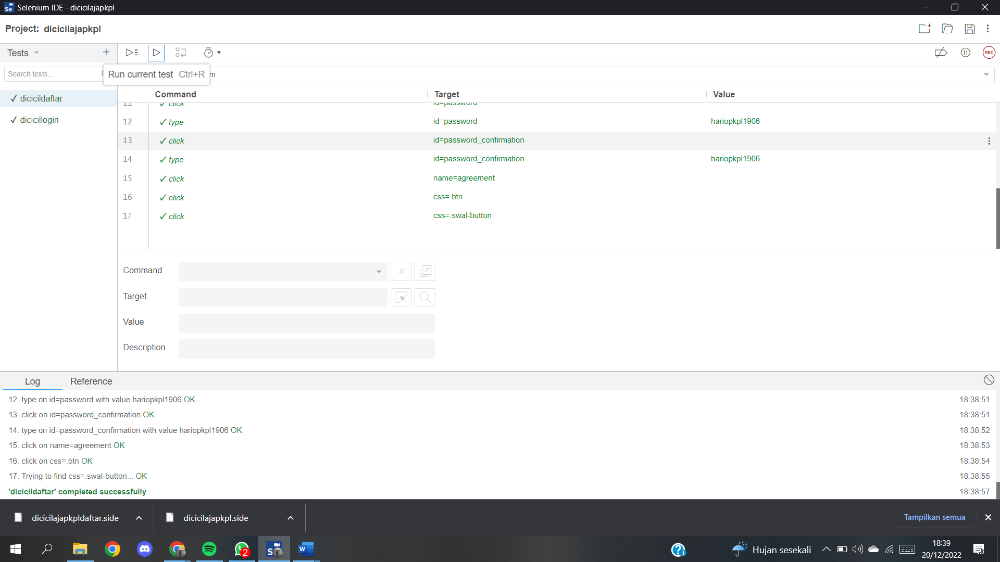 Selenium IDE - dicicilajapkpl
Project: dicicilajapkpl
Tests
Search tests...
Run current test Ctrl+R
m
REC
Command Target Value
✓ dicicildaftar
✓ dicicillogin
11 ✓ click id=password
12 ✓ type id=password hariopkpl1906
13 ✓ click id=password_confirmation
14 ✓ type id=password_confirmation hariopkpl1906
15 ✓ click name=agreement
16 ✓ click css=.btn
17 ✓ click css=.swal-button
Command //
Target
Value
Description
Log Reference
12. type on id=password with value hariopkpl1906 OK 18:38:51
13. click on id=password_confirmation OK 18:38:51
14. type on id=password_confirmation with value hariopkpl1906 OK 18:38:52
15. click on name=agreement OK 18:38:53
16. click on css=.btn OK 18:38:54
17. Trying to find css=.swal-button... OK 18:38:55
'dicicildaftar' completed successfully 18:38:57
dicicilajapkpldaftar.side
dicicilajapkpl.side
Tampilkan semua
2
Hujan sesekali
18:39
20/12/2022